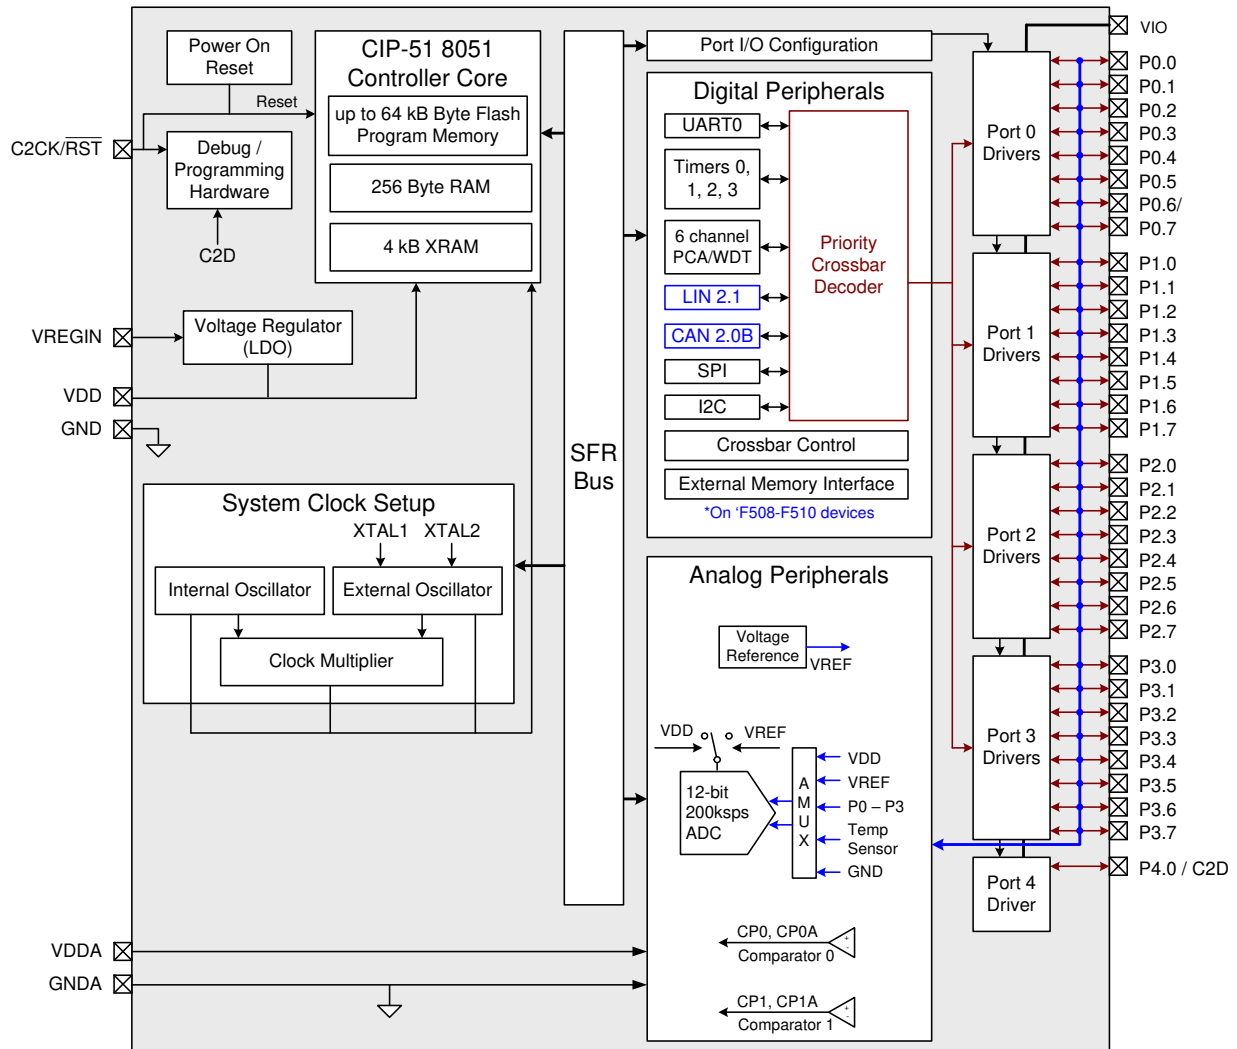 Power On
Reset
Reset
C2CK/RST
Debug /
Programming
Hardware
C2D
CIP-51 8051
Controller Core
up to 64 kB Byte Flash
Program Memory
256 Byte RAM
4 kB XRAM
VREGIN
Voltage Regulator
(LDO)
VDD
GND
System Clock Setup
XTAL1
XTAL2
Internal Oscillator
External Oscillator
Clock Multiplier
VDDA
GNDA
SFR
Bus
Port I/O Configuration
Digital Peripherals
UART0
Timers 0,
1, 2, 3
6 channel
PCA/WDT
LIN 2.1
CAN 2.0B
SPI
I2C
Priority
Crossbar
Decoder
Crossbar Control
External Memory Interface
*On ‘F508-F510 devices
Analog Peripherals
Voltage
Reference
VREF
VDD
VREF
12-bit
200ksps
ADC
A
M
U
X
VDD
VREF
P0 – P3
Temp
Sensor
GND
CP0, CP0A
Comparator 0
+
-
CP1, CP1A
Comparator 1
+
-
Port 0
Drivers
Port 1
Drivers
Port 2
Drivers
Port 3
Drivers
Port 4
Driver
VIO
P0.0
P0.1
P0.2
P0.3
P0.4
P0.5
P0.6/
P0.7
P1.0
P1.1
P1.2
P1.3
P1.4
P1.5
P1.6
P1.7
P2.0
P2.1
P2.2
P2.3
P2.4
P2.5
P2.6
P2.7
P3.0
P3.1
P3.2
P3.3
P3.4
P3.5
P3.6
P3.7
P4.0 / C2D